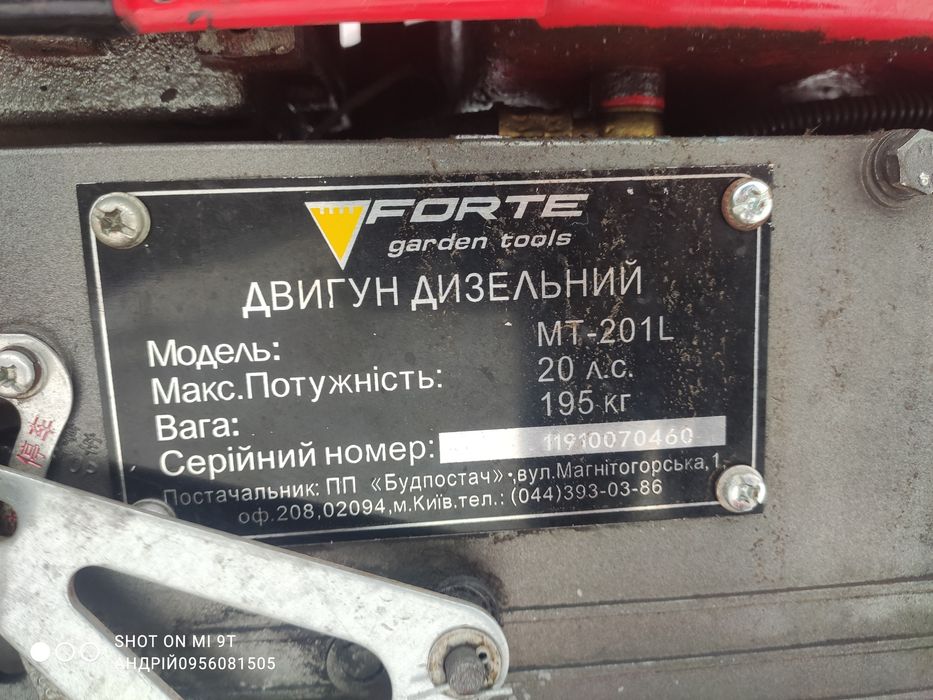 FORTE
garden tools
ДВИГУН ДИЗЕЛЬНИЙ
Модель: МТ-201L
Макс.Потужність: 20 л.с.
Вага: 195 кг
Серійний номер: 11910070460
Постачальник: ПП «Будпостач»,вул.Магнітогорська,1,
оф.208,02094,м.Київ.тел.: (044)393-03-86
SHOT ON MI 9T
АНДРІЙ0956081505